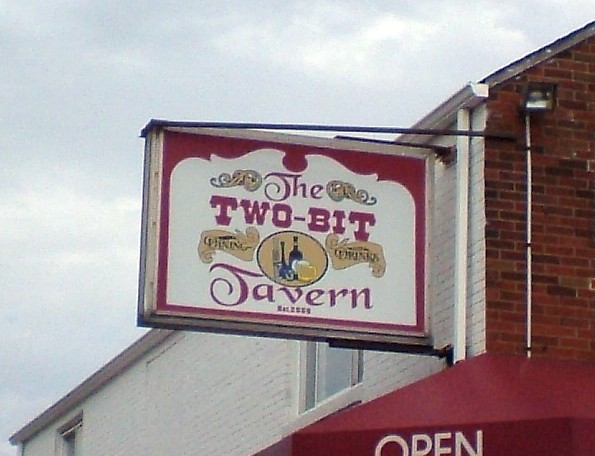 The
TWO-BIT
DINING
DRINKS
Tavern
OPEN